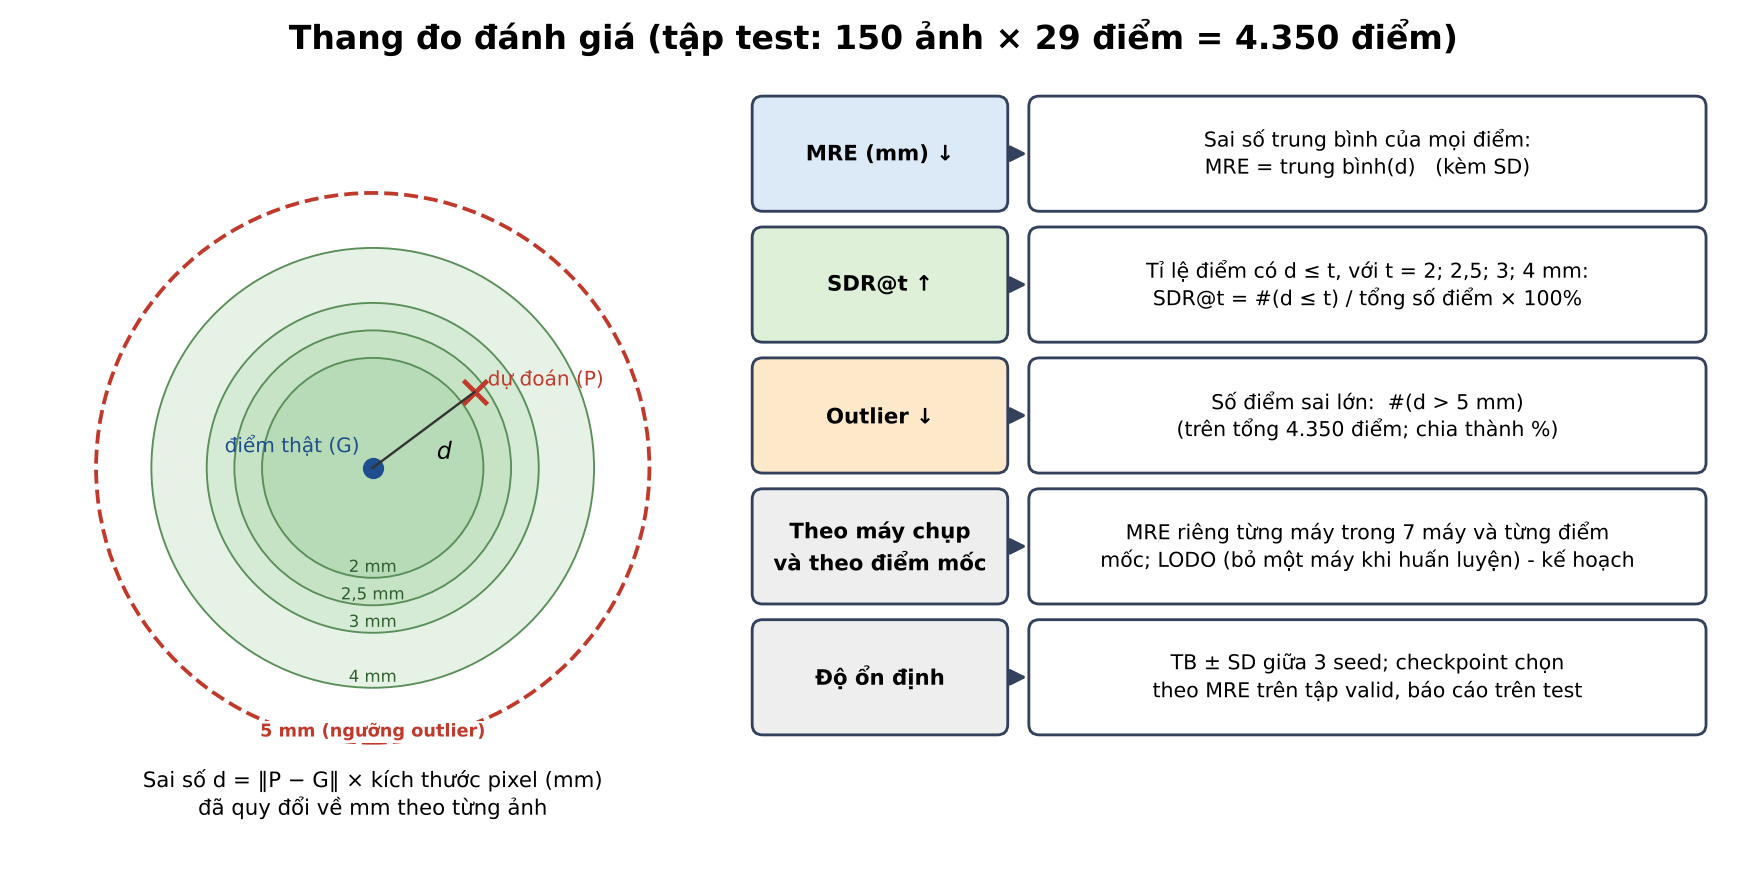 Thang đo đánh giá (tập test: 150 ảnh × 29 điểm = 4.350 điểm)
dự đoán (P)
điểm thật (G)
d
2 mm
2,5 mm
3 mm
4 mm
5 mm (ngưỡng outlier)
Sai số d = ‖P − G‖ × kích thước pixel (mm)
đã quy đổi về mm theo từng ảnh
MRE (mm) ↓
Sai số trung bình của mọi điểm:
MRE = trung bình(d)   (kèm SD)
SDR@t ↑
Tỉ lệ điểm có d ≤ t, với t = 2; 2,5; 3; 4 mm:
SDR@t = #(d ≤ t) / tổng số điểm × 100%
Outlier ↓
Số điểm sai lớn:  #(d > 5 mm)
(trên tổng 4.350 điểm; chia thành %)
Theo máy chụp
và theo điểm mốc
MRE riêng từng máy trong 7 máy và từng điểm
mốc; LODO (bỏ một máy khi huấn luyện) - kế hoạch
Độ ổn định
TB ± SD giữa 3 seed; checkpoint chọn
theo MRE trên tập valid, báo cáo trên test